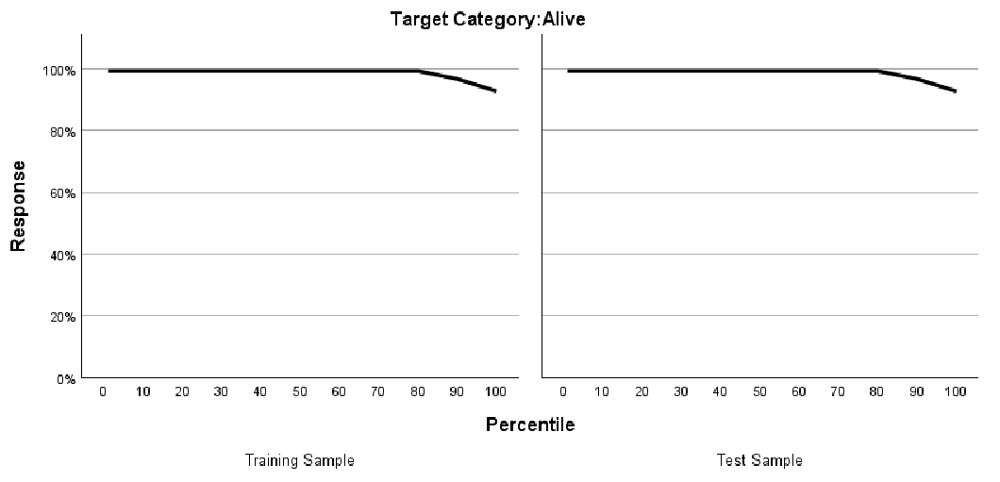 Target Category:Alive
Response
100%
80%
60%
40%
20%
0%
0 10 20 30 40 50 60 70 80 90 100
0 10 20 30 40 50 60 70 80 90 100
Percentile
Training Sample
Test Sample